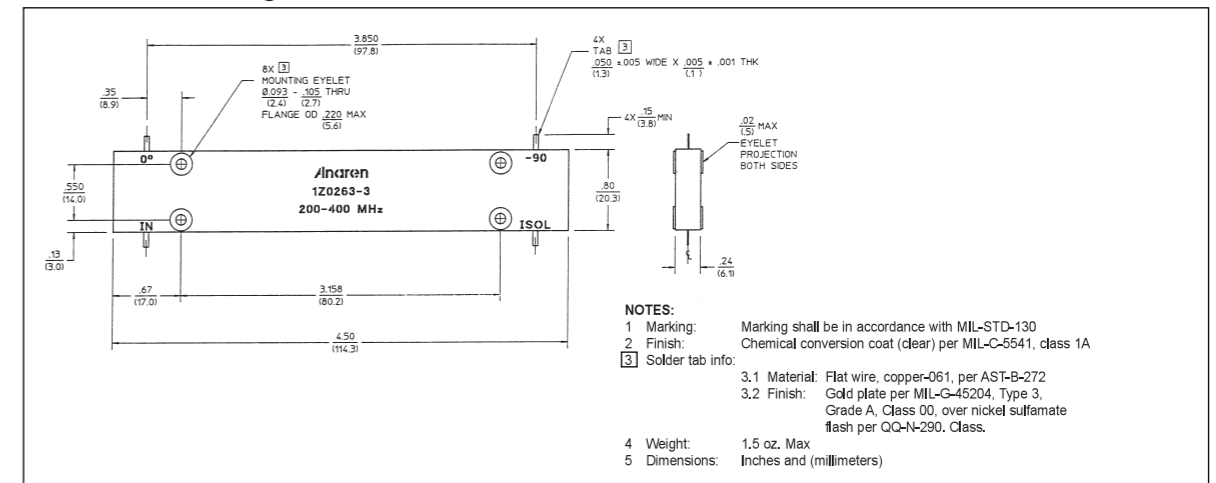 3.850
(97.8)
8X 3
MOUNTING EYELET
Ø.093 - .105 THRU
(2.4) (2.7)
FLANGE OD .220 MAX
(5.6)
4X
TAB 3
.050 ±.005 WIDE X .005 ± .001 THK
(1.3) (.1)
.35
(8.9)
4X .15 MIN
(3.8)
.02 MAX
(.5)
EYELET
PROJECTION
BOTH SIDES
0°
-90
Anaren
1Z0263-3
200-400 MHz
IN
ISOL
.550
(14.0)
.80
(20.3)
.13
(3.0)
.24
(6.1)
.67
(17.0)
3.158
(80.2)
4.50
(114.3)
NOTES:
1 Marking: Marking shall be in accordance with MIL-STD-130
2 Finish: Chemical conversion coat (clear) per MIL-C-5541, class 1A
3 Solder tab info:
3.1 Material: Flat wire, copper-061, per AST-B-272
3.2 Finish: Gold plate per MIL-G-45204, Type 3,
Grade A, Class 00, over nickel sulfamate
flash per QQ-N-290. Class.
4 Weight: 1.5 oz. Max
5 Dimensions: Inches and (millimeters)